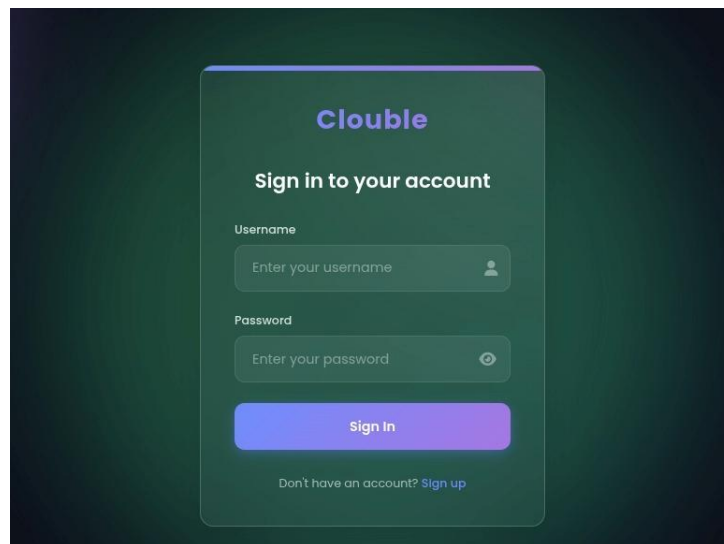 Clouble
Sign in to your account
Username
Enter your username
Password
Enter your password
Sign In
Don't have an account? Sign up